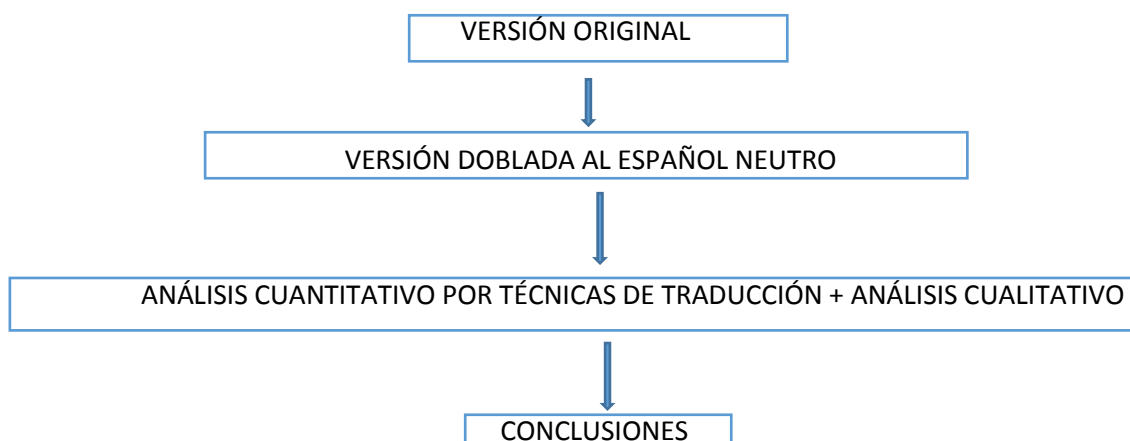 VERSIÓN ORIGINAL
VERSIÓN DOBLADA AL ESPAÑOL NEUTRO
ANÁLISIS CUANTITATIVO POR TÉCNICAS DE TRADUCCIÓN + ANÁLISIS CUALITATIVO
CONCLUSIONES